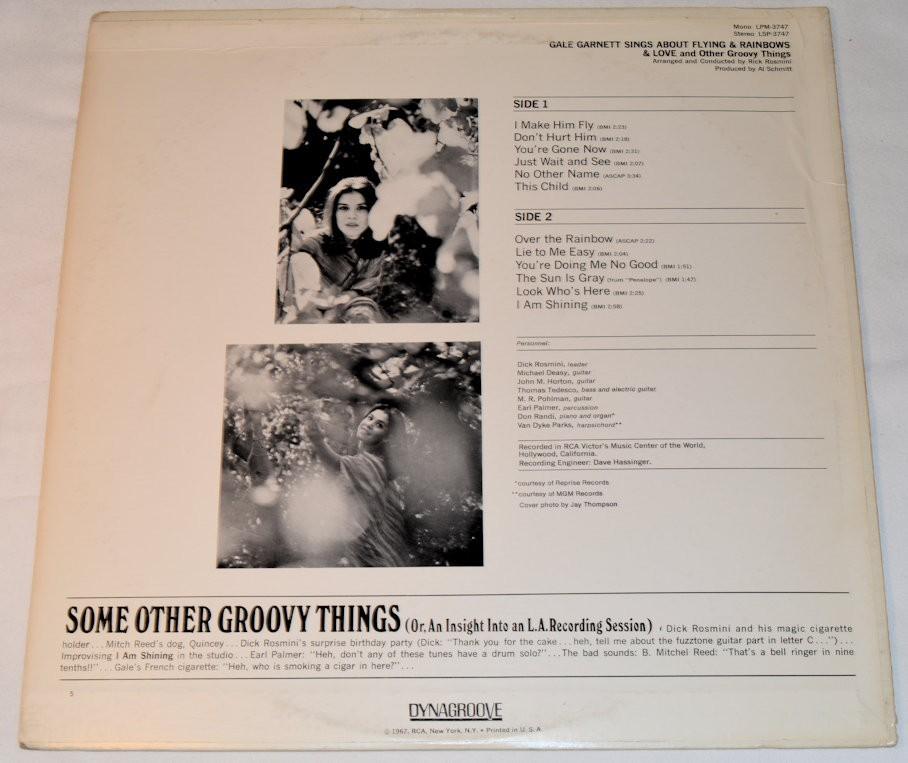 Mono LPM-3747
Stereo LSP-3747
GALE GARNETT SINGS ABOUT FLYING & RAINBOWS
& LOVE and Other Groovy Things
Arranged and Conducted by Rick Rosmini
Produced by Al Schmitt
SIDE 1
I Make Him Fly (BMI 2:23)
Don't Hurt Him (BMI 2:18)
You're Gone Now (BMI 2:31)
Just Wait and See (BMI 2:07)
No Other Name (ASCAP 3:34)
This Child (BMI 2:06)
SIDE 2
Over the Rainbow (ASCAP 2:22)
Lie to Me Easy (BMI 2:04)
You're Doing Me No Good (BMI 1:51)
The Sun Is Gray (from "Penelope") (BMI 1:47)
Look Who's Here (BMI 2:25)
I Am Shining (BMI 2:58)
Personnel:
Dick Rosmini, leader
Michael Deasy, guitar
John M. Horton, guitar
Thomas Tedesco, bass and electric guitar
M. R. Pohlman, guitar
Earl Palmer, percussion
Don Randi, piano and organ*
Van Dyke Parks, harpsichord**
Recorded in RCA Victor's Music Center of the World,
Hollywood, California.
Recording Engineer: Dave Hassinger.
*courtesy of Reprise Records
**courtesy of MGM Records
Cover photo by Jay Thompson
SOME OTHER GROOVY THINGS (Or, An Insight Into an L.A. Recording Session) Dick Rosmini and his magic cigarette
holder...Mitch Reed's dog, Quincey...Dick Rosmini's surprise birthday party (Dick: "Thank you for the cake...heh, tell me about the fuzztone guitar part in letter C...")...
Improvising I Am Shining in the studio...Earl Palmer: "Heh, don't any of these tunes have a drum solo?"...The bad sounds: B. Mitchel Reed: "That's a bell ringer in nine
tenths!!"...Gale's French cigarette: "Heh, who is smoking a cigar in here?"...
5
DYNAGROOVE
© 1967, RCA, New York, N.Y. • Printed in U. S. A.